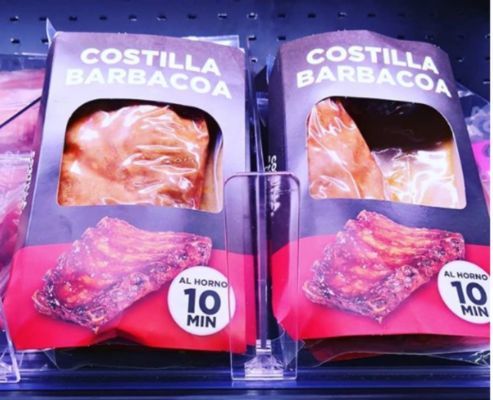 COSTILLA
BARBACOA
AL HORNO
10
MIN
COSTILLA
BARBACOA
AL HORNO
10
MIN